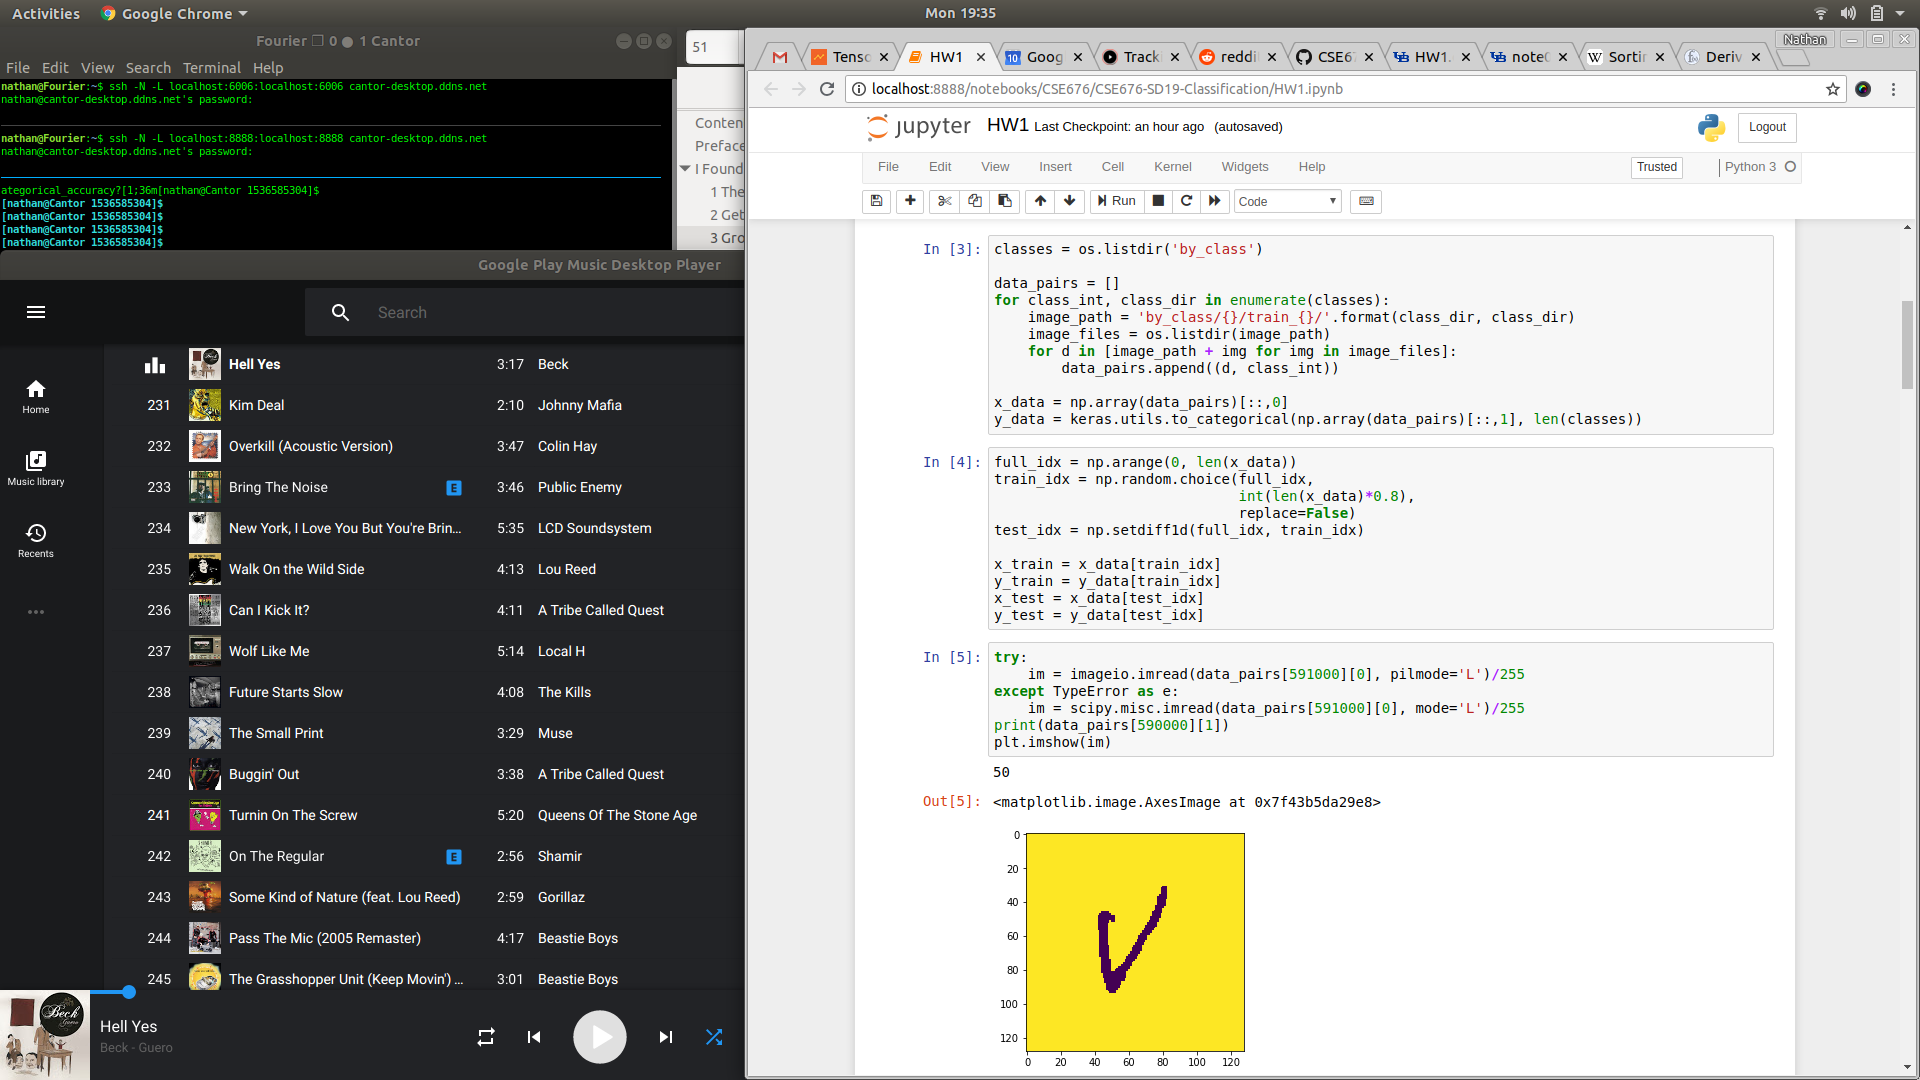 Activities
Google Chrome
Mon 19:35
Fourier 0 1 Cantor
File Edit View Search Terminal Help
nathan@Fourier:~$ ssh -N -L localhost:6006:localhost:6006 cantor-desktop.ddns.net
nathan@cantor-desktop.ddns.net's password:
nathan@Fourier:~$ ssh -N -L localhost:8888:localhost:8888 cantor-desktop.ddns.net
nathan@cantor-desktop.ddns.net's password:
ategorical_accuracy?[1;36m[nathan@Cantor 1536585304]$
[nathan@Cantor 1536585304]$
[nathan@Cantor 1536585304]$
[nathan@Cantor 1536585304]$
[nathan@Cantor 1536585304]$
51
Conten
Preface
I Found
1 The
2 Get
3 Gro
Google Play Music Desktop Player
Search
Home
Music library
Recents
Hell Yes 3:17 Beck
231 Kim Deal 2:10 Johnny Mafia
232 Overkill (Acoustic Version) 3:47 Colin Hay
233 Bring The Noise E 3:46 Public Enemy
234 New York, I Love You But You're Brin... 5:35 LCD Soundsystem
235 Walk On the Wild Side 4:13 Lou Reed
236 Can I Kick It? 4:11 A Tribe Called Quest
237 Wolf Like Me 5:14 Local H
238 Future Starts Slow 4:08 The Kills
239 The Small Print 3:29 Muse
240 Buggin' Out 3:38 A Tribe Called Quest
241 Turnin On The Screw 5:20 Queens Of The Stone Age
242 On The Regular E 2:56 Shamir
243 Some Kind of Nature (feat. Lou Reed) 2:59 Gorillaz
244 Pass The Mic (2005 Remaster) 4:17 Beastie Boys
245 The Grasshopper Unit (Keep Movin') ... 3:01 Beastie Boys
Beck
Hell Yes
Beck - Guero
Nathan
Tenso HW1 Goog Track reddi CSE67 HW1. note0 Sortin Deriv
localhost:8888/notebooks/CSE676/CSE676-SD19-Classification/HW1.ipynb
jupyter HW1 Last Checkpoint: an hour ago (autosaved)
Logout
File Edit View Insert Cell Kernel Widgets Help
Trusted
Python 3
Run
Code
In [3]: classes = os.listdir('by_class')
data_pairs = []
for class_int, class_dir in enumerate(classes):
    image_path = 'by_class/{}/train_{}/'.format(class_dir, class_dir)
    image_files = os.listdir(image_path)
    for d in [image_path + img for img in image_files]:
        data_pairs.append((d, class_int))
x_data = np.array(data_pairs)[::,0]
y_data = keras.utils.to_categorical(np.array(data_pairs)[::,1], len(classes))
In [4]: full_idx = np.arange(0, len(x_data))
train_idx = np.random.choice(full_idx,
                             int(len(x_data)*0.8),
                             replace=False)
test_idx = np.setdiff1d(full_idx, train_idx)
x_train = x_data[train_idx]
y_train = y_data[train_idx]
x_test = x_data[test_idx]
y_test = y_data[test_idx]
In [5]: try:
    im = imageio.imread(data_pairs[591000][0], pilmode='L')/255
except TypeError as e:
    im = scipy.misc.imread(data_pairs[591000][0], mode='L')/255
print(data_pairs[590000][1])
plt.imshow(im)
50
Out[5]: <matplotlib.image.AxesImage at 0x7f43b5da29e8>
0
20
40
60
80
100
120
0 20 40 60 80 100 120